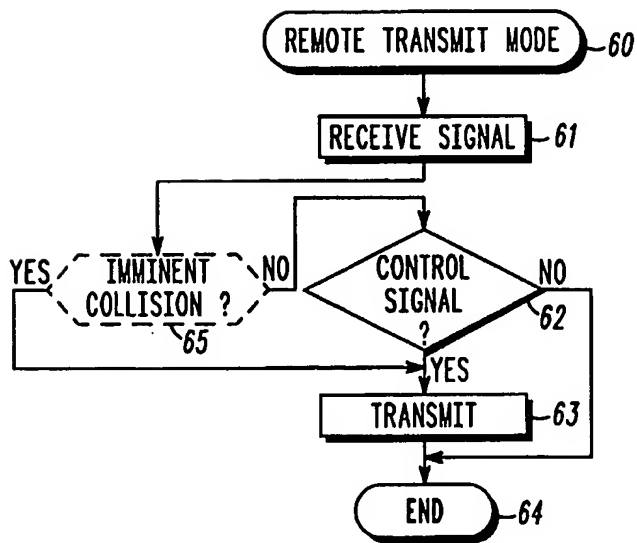 REMOTE TRANSMIT MODE
60
RECEIVE SIGNAL
61
YES
IMMINENT
COLLISION ?
NO
65
CONTROL
SIGNAL
?
NO
62
YES
TRANSMIT
63
END
64